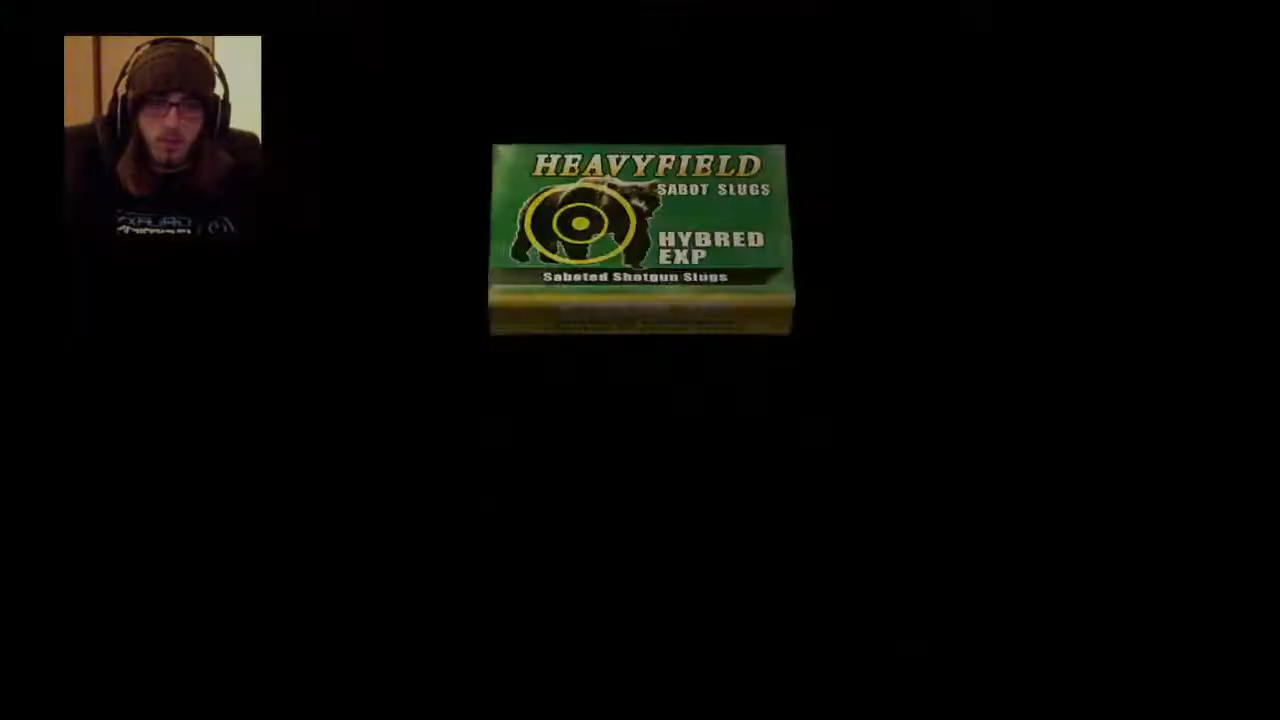 HEAVYFIELD
SABOT SLUGS
HYBRED
EXP
Saboted Shotgun Slugs